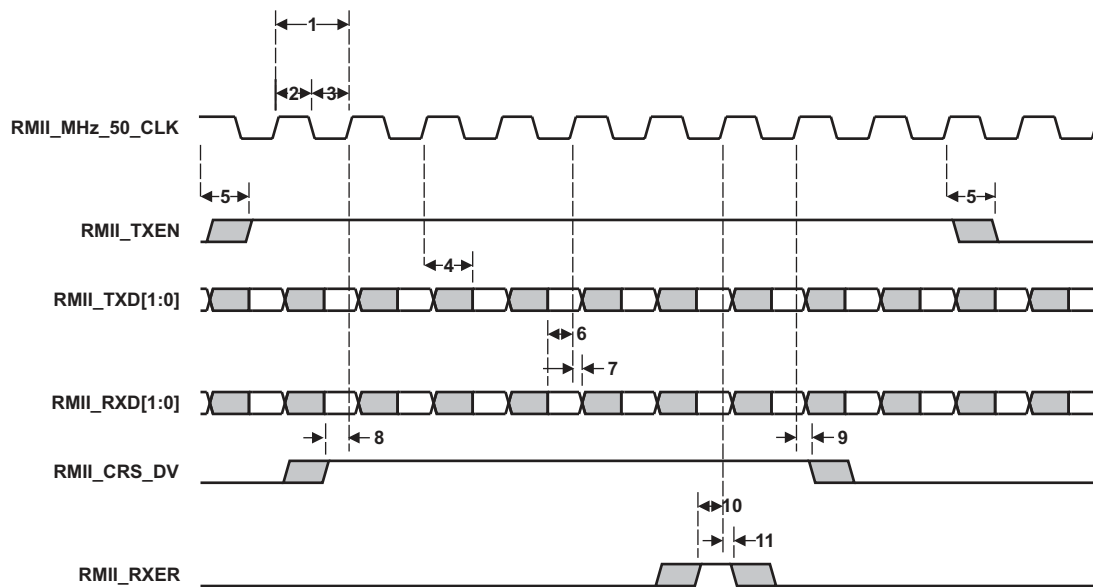 1
2
3
RMII_MHz_50_CLK
5
5
RMII_TXEN
4
RMII_TXD[1:0]
6
7
RMII_RXD[1:0]
8
9
RMII_CRS_DV
10
11
RMII_RXER